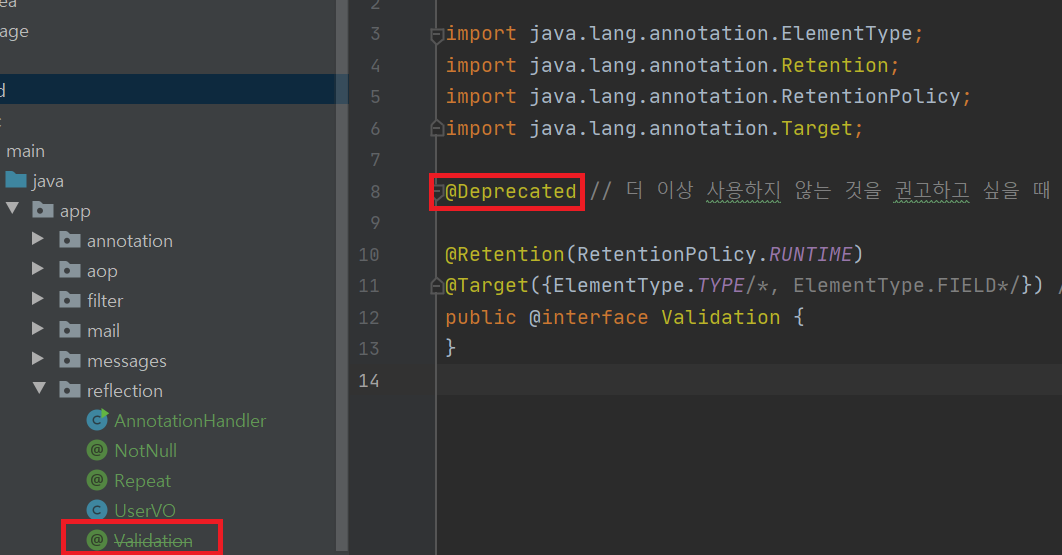 age
main
java
app
annotation
aop
filter
mail
messages
reflection
AnnotationHandler
NotNull
Repeat
UserVO
Validation
3 import java.lang.annotation.ElementType;
4 import java.lang.annotation.Retention;
5 import java.lang.annotation.RetentionPolicy;
6 import java.lang.annotation.Target;
7
8 @Deprecated // 더 이상 사용하지 않는 것을 권고하고 싶을 때
9
10 @Retention(RetentionPolicy.RUNTIME)
11 @Target({ElementType.TYPE/*, ElementType.FIELD*/}) /
12 public @interface Validation {
13 }
14